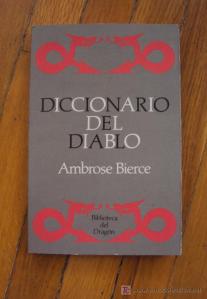 DICCIONARIO
DEL
DIABLO
Ambrose Bierce
Biblioteca
del
Dragón